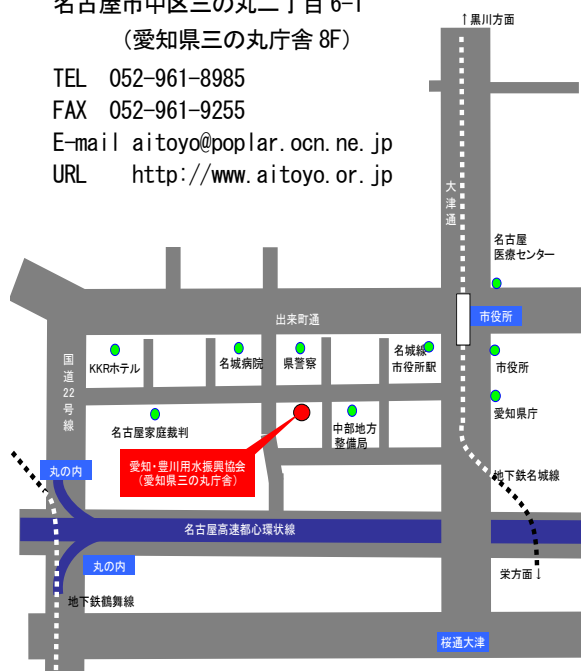 名古屋市中区三の丸二丁目 6-1
（愛知県三の丸庁舎 8F）
TEL 052-961-8985
FAX 052-961-9255
E-mail aitoyo@poplar.ocn.ne.jp
URL http://www.aitoyo.or.jp
↑黒川方面
大津通
名古屋
医療センター
出来町通
市役所
国道22号線
KKRホテル
名城病院
県警察
名城線
市役所駅
市役所
愛知県庁
名古屋家庭裁判
中部地方
整備局
愛知・豊川用水振興協会
（愛知県三の丸庁舎）
丸の内
地下鉄名城線
名古屋高速都心環状線
丸の内
栄方面↓
地下鉄鶴舞線
桜通大津